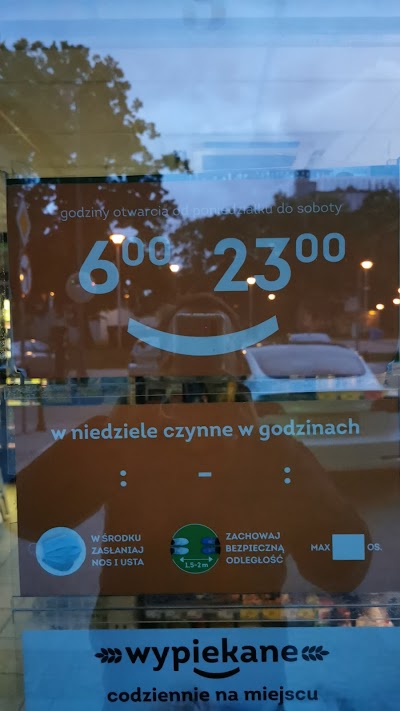 godziny otwarcia od poniedziałku do soboty
6⁰⁰ 23⁰⁰
w niedziele czynne w godzinach
: - :
W ŚRODKU
ZASŁANIAJ
NOS I USTA
1,5-2 m
ZACHOWAJ
BEZPIECZNĄ
ODLEGŁOŚĆ
MAX OS.
wypiekane
codziennie na miejscu